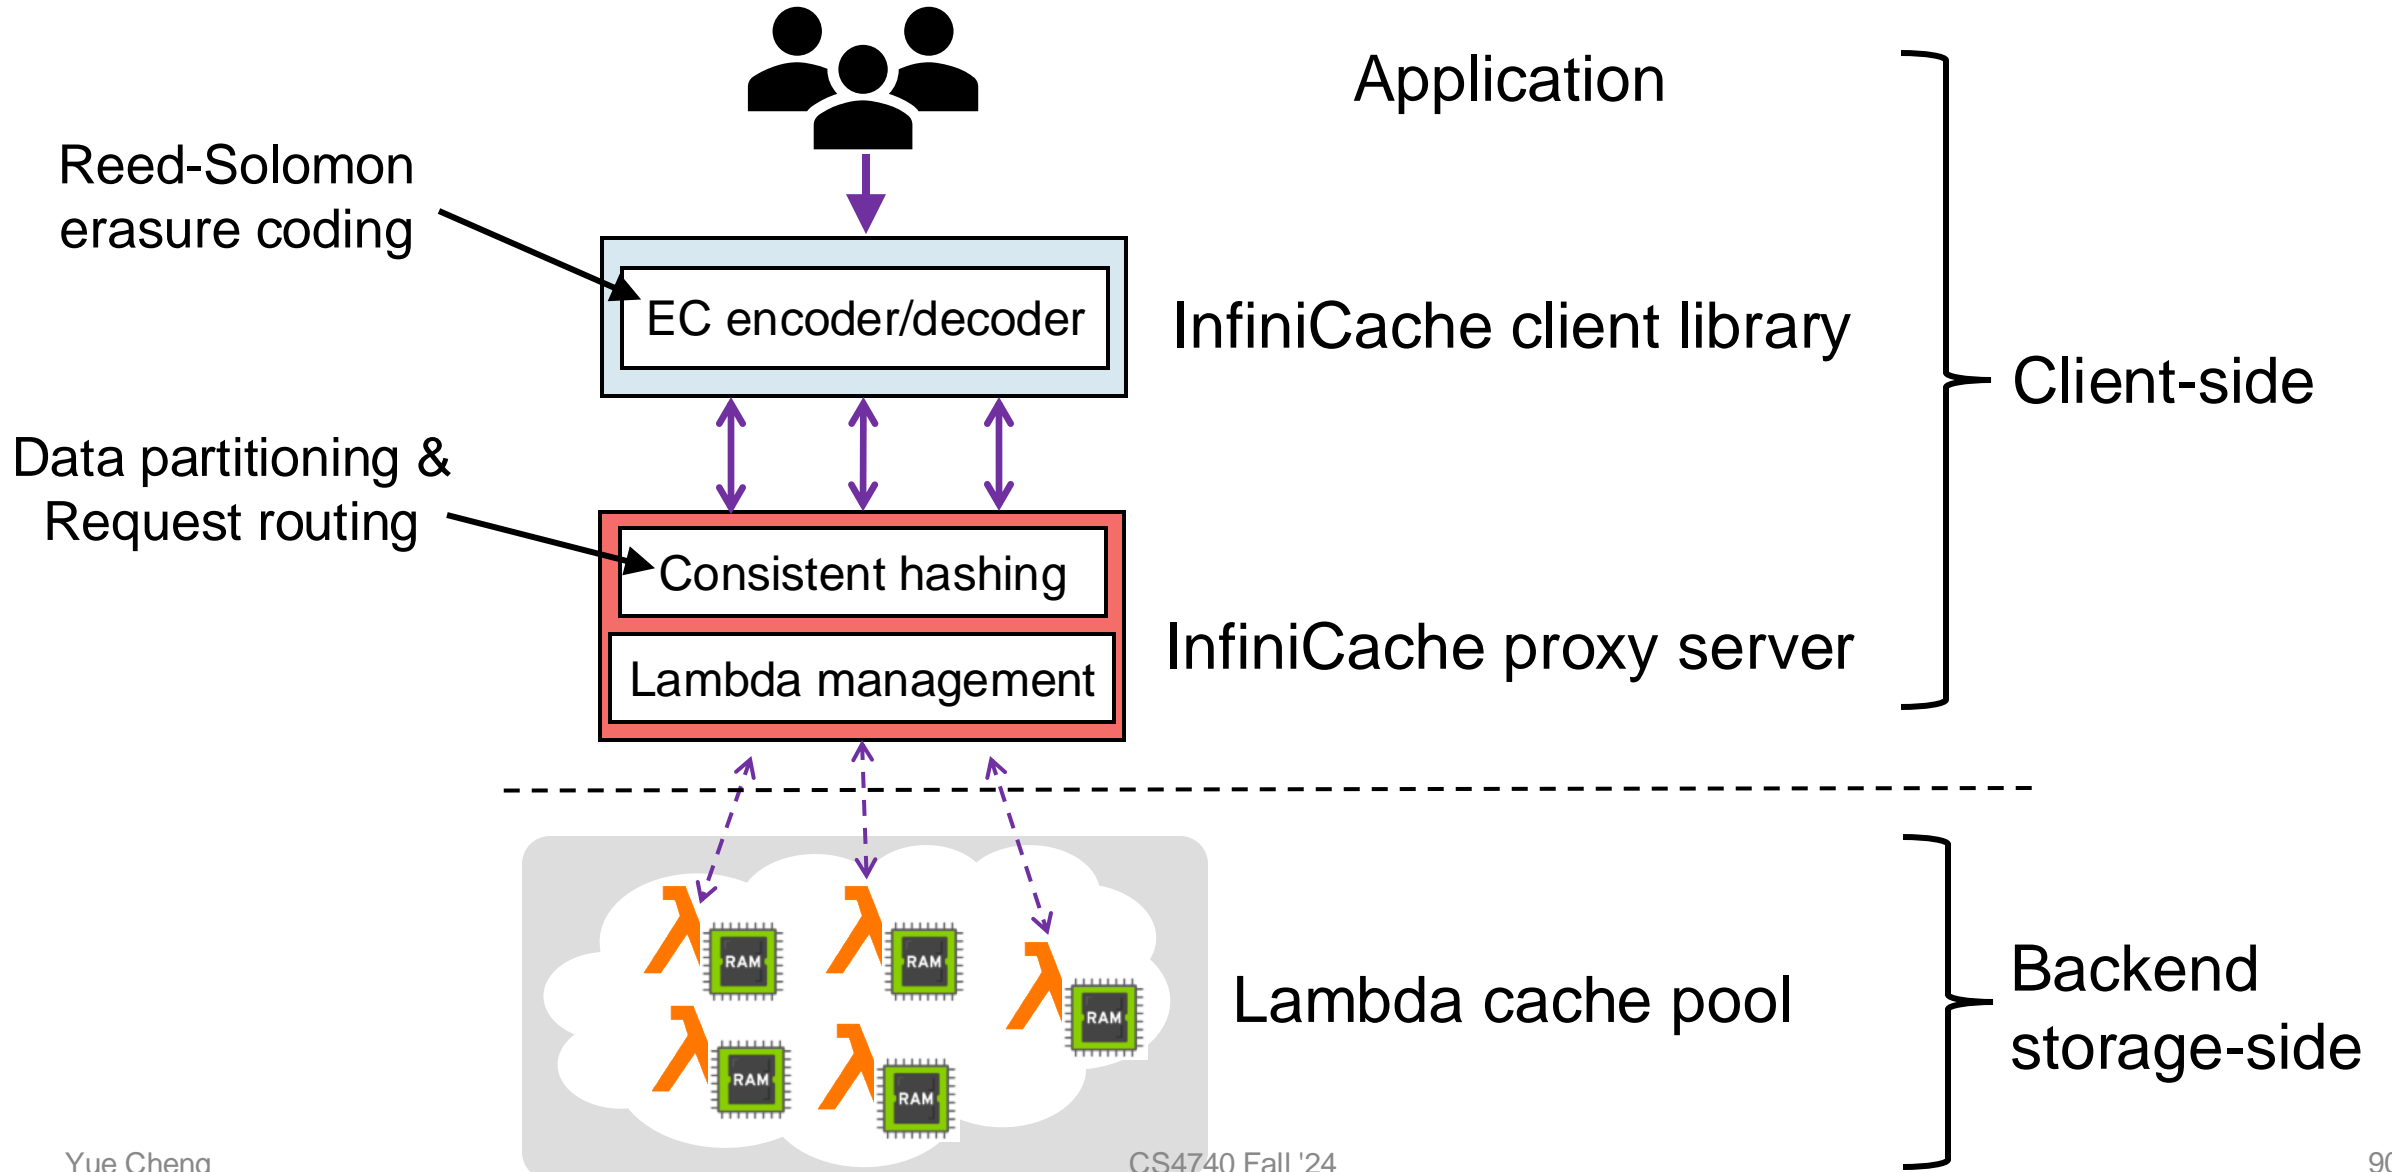 Application
Reed-Solomon
erasure coding
EC encoder/decoder
InfiniCache client library
Client-side
Data partitioning &
Request routing
Consistent hashing
InfiniCache proxy server
Lambda management
RAM
RAM
RAM
RAM
RAM
Lambda cache pool
Backend
storage-side
Yue Cheng
CS4740 Fall '24
90